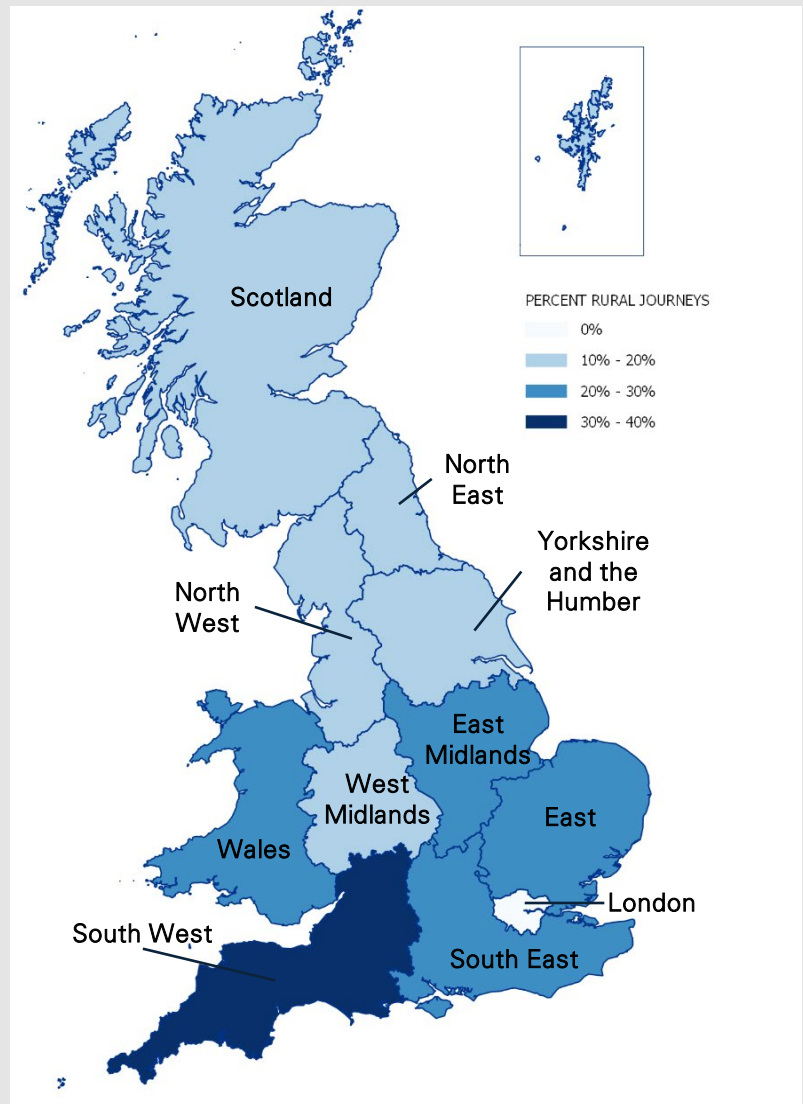 Scotland
PERCENT RURAL JOURNEYS
0%
10% - 20%
20% - 30%
30% - 40%
North
East
Yorkshire
and the
Humber
North
West
East
Midlands
West
Midlands
East
Wales
London
South West
South East